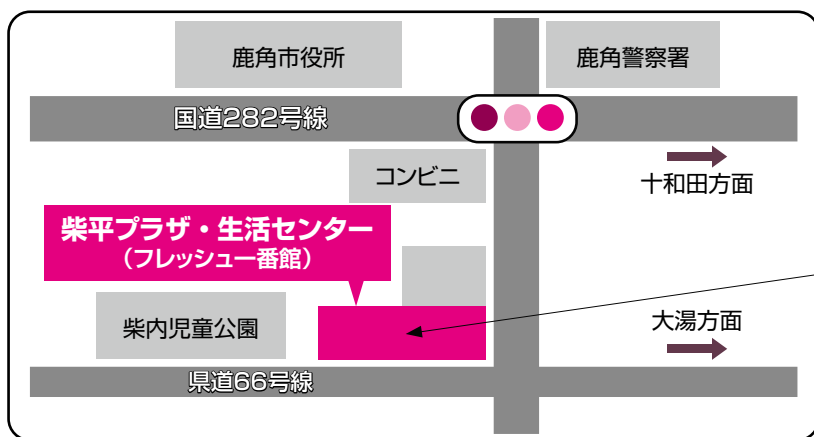 鹿角市役所
鹿角警察署
国道282号線
コンビニ
十和田方面
柴平プラザ・生活センター
（フレッシュ一番館）
柴内児童公園
大湯方面
県道66号線